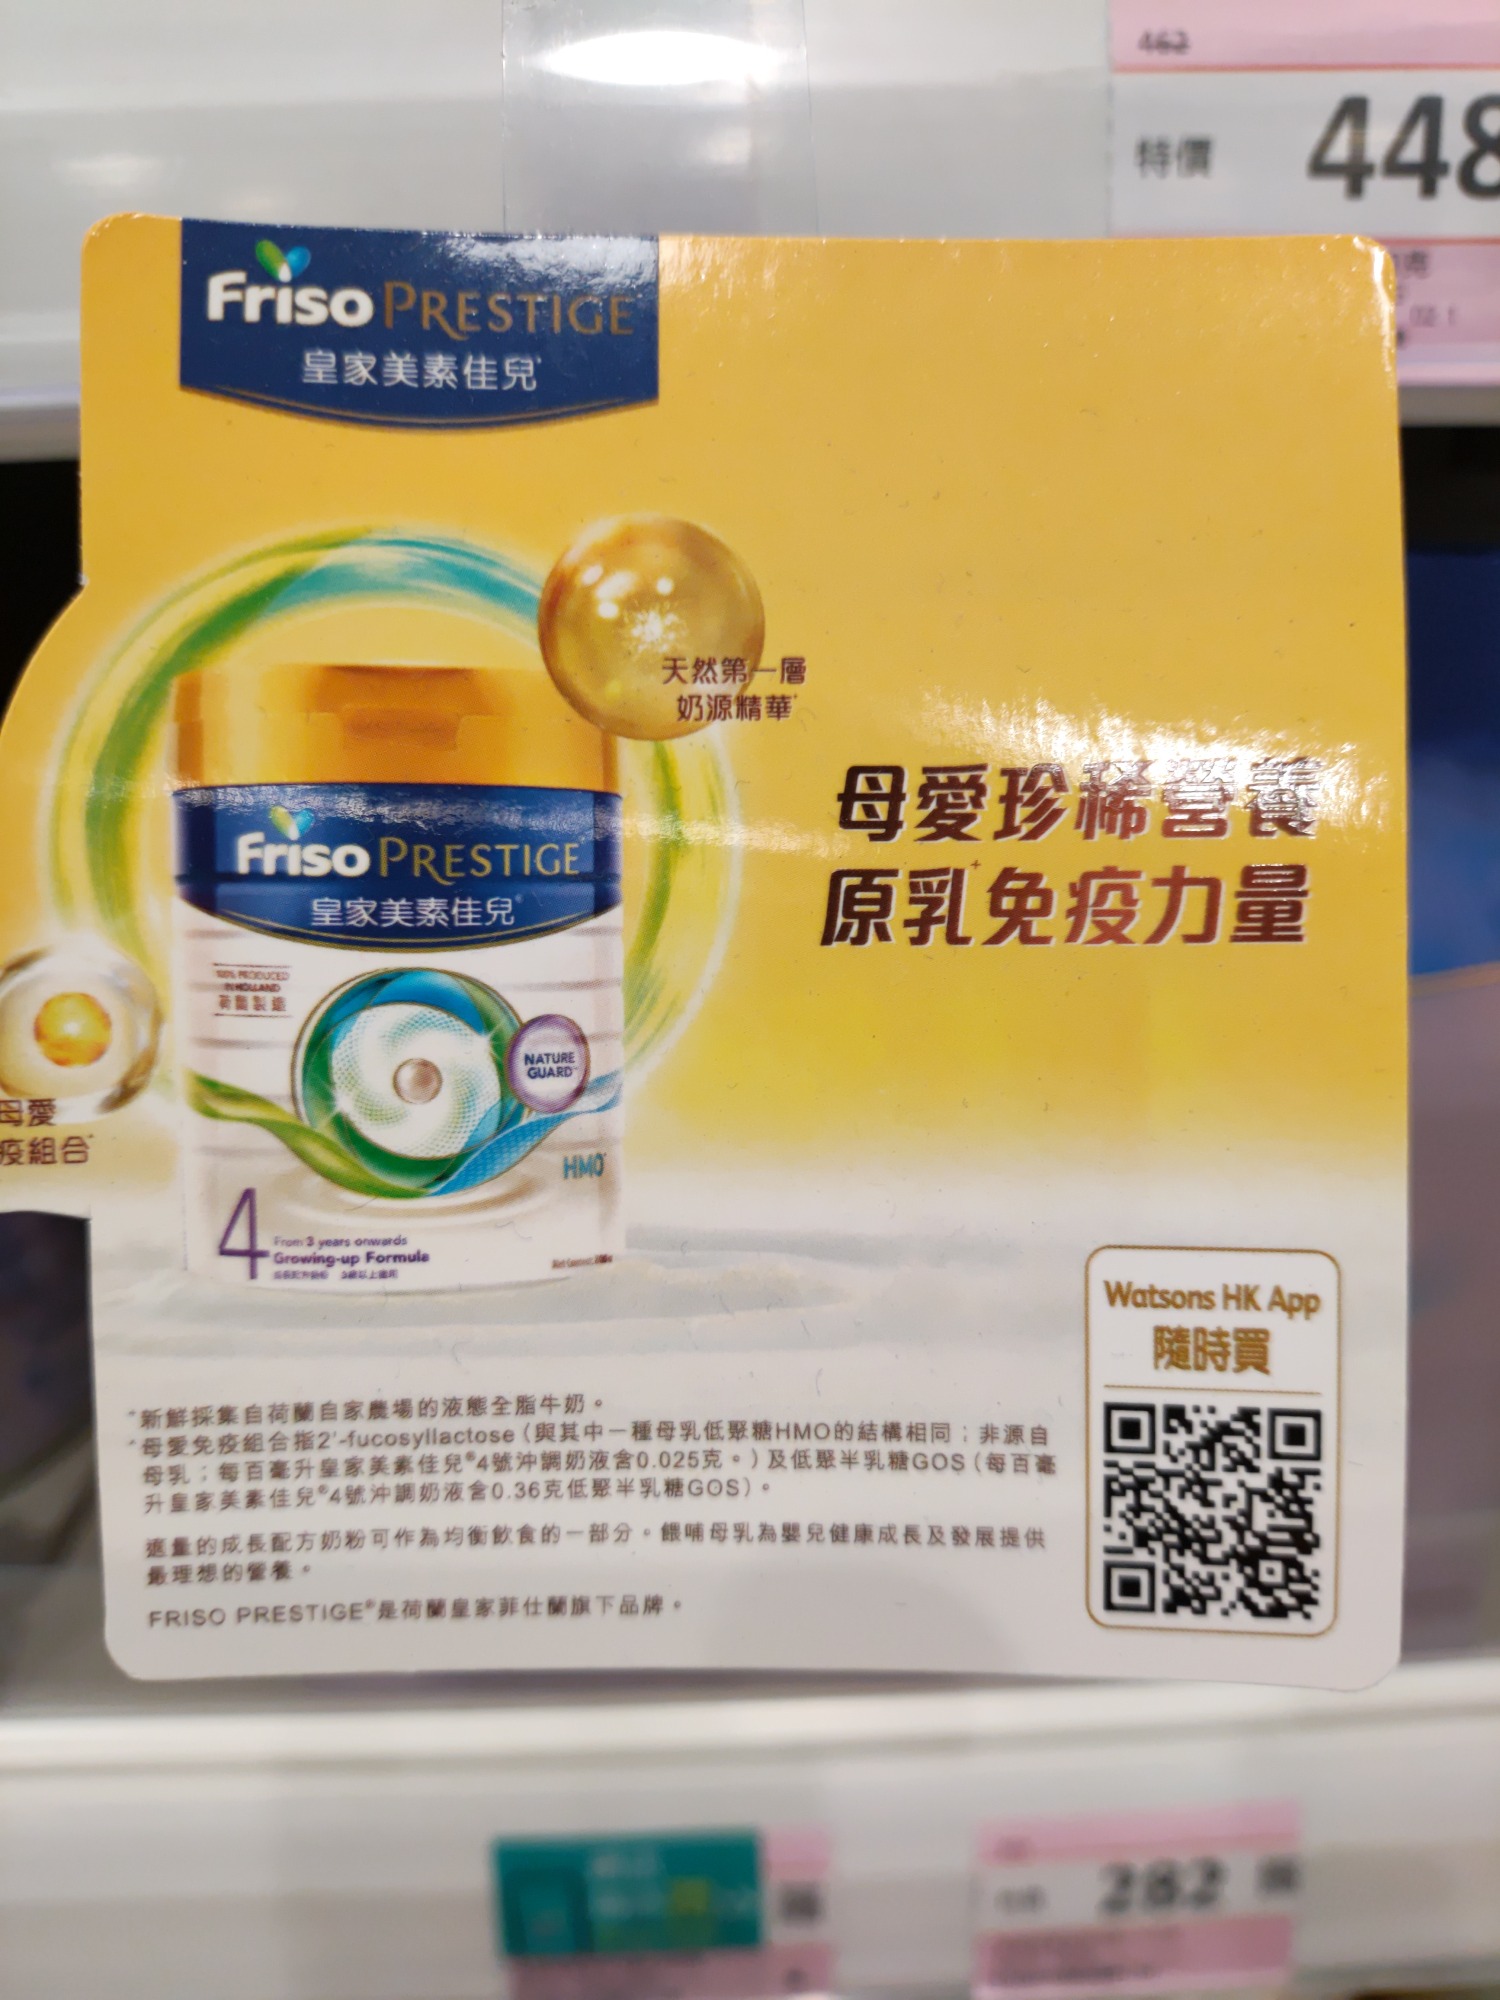 462
特價 448
Friso PRESTIGE
皇家美素佳兒
天然第一層
奶源精華
母愛珍稀營養
原乳+免疫力量
Friso PRESTIGE
皇家美素佳兒
100% PRODUCED
IN HOLLAND
荷蘭製造
NATURE
GUARD
HMO
母愛
疫組合
4 From 3 years onwards
Growing-up Formula
Watsons HK App
隨時買
新鮮採集自荷蘭自家農場的液態全脂牛奶。
母愛免疫組合指2'-fucosyllactose（與其中一種母乳低聚糖HMO的結構相同；非源自
母乳；每百毫升皇家美素佳兒®4號沖調奶液含0.025克。）及低聚半乳糖GOS（每百毫
升皇家美素佳兒®4號沖調奶液含0.36克低聚半乳糖GOS）。
適量的成長配方奶粉可作為均衡飲食的一部分。餵哺母乳為嬰兒健康成長及發展提供
最理想的營養。
FRISO PRESTIGE®是荷蘭皇家菲仕蘭旗下品牌。
282